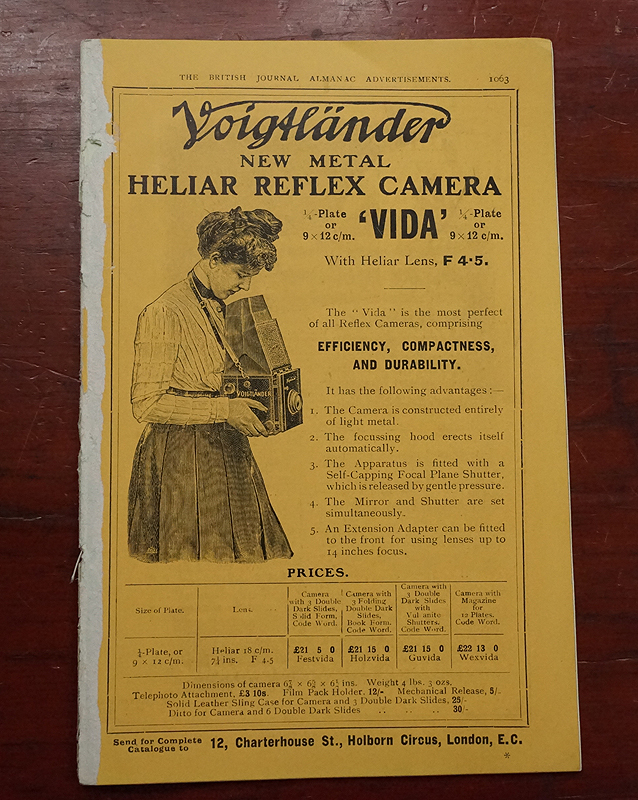 THE BRITISH JOURNAL ALMANAC ADVERTISEMENTS. 1063
Voigtländer
NEW METAL
HELIAR REFLEX CAMERA
¼-Plate or 9 × 12 c/m. 'VIDA' ¼-Plate or 9 × 12 c/m.
With Heliar Lens, F 4·5.
The "Vida" is the most perfect
of all Reflex Cameras, comprising
EFFICIENCY, COMPACTNESS,
AND DURABILITY.
It has the following advantages:—
1. The Camera is constructed entirely
of light metal.
2. The focussing hood erects itself
automatically.
3. The Apparatus is fitted with a
Self-Capping Focal Plane Shutter,
which is released by gentle pressure.
4. The Mirror and Shutter are set
simultaneously.
5. An Extension Adapter can be fitted
to the front for using lenses up to
14 inches focus.
VOIGTLÄNDER
PRICES.
Size of Plate.
Lens.
Camera
with 3 Double
Dark Slides,
Solid Form,
Code Word.
Camera with
3 Folding
Double Dark
Slides,
Book Form.
Code Word.
Camera with
3 Double
Dark Slides
with
Vulcanite
Shutters.
Code Word.
Camera with
Magazine
for
12 Plates.
Code Word.
¼-Plate, or
9 × 12 c/m.
Heliar 18 c/m.
7¼ ins. F 4·5
£21 5 0
Festvida
£21 15 0
Holzvida
£21 15 0
Guvida
£22 13 0
Wexvida
Dimensions of camera 6¼ × 6¾ × 6½ ins. Weight 4 lbs. 3 ozs.
Telephoto Attachment, £3 10s. Film Pack Holder, 12/- Mechanical Release, 5/-
Solid Leather Sling Case for Camera and 3 Double Dark Slides, 25/-
Ditto for Camera and 6 Double Dark Slides .. .. .. 30/-
Send for Complete
Catalogue to
12, Charterhouse St., Holborn Circus, London, E.C.
*